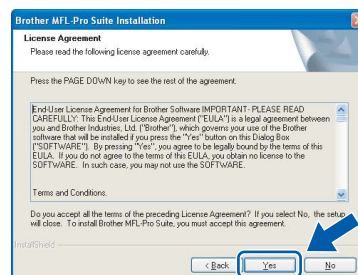 Brother MFL-Pro Suite Installation
License Agreement
Please read the following license agreement carefully.
Press the PAGE DOWN key to see the rest of the agreement.
End-User License Agreement for Brother Software IMPORTANT- PLEASE READ
CAREFULLY: This End-User License Agreement ("EULA") is a legal agreement between
you and Brother Industries, Ltd. ("Brother"), which governs your use of the Brother
software that will be installed if you press the "Yes" button on this Dialog Box
("SOFTWARE"). By pressing "Yes", you agree to be legally bound by the terms of this
EULA. If you do not agree to the terms of this EULA, you obtain no license to the
SOFTWARE. In such case, you may not use the SOFTWARE.
Terms and Conditions.
Do you accept all the terms of the preceding License Agreement? If you select No, the setup
will close. To install Brother MFL-Pro Suite, you must accept this agreement.
InstallShield
< Back
Yes
No